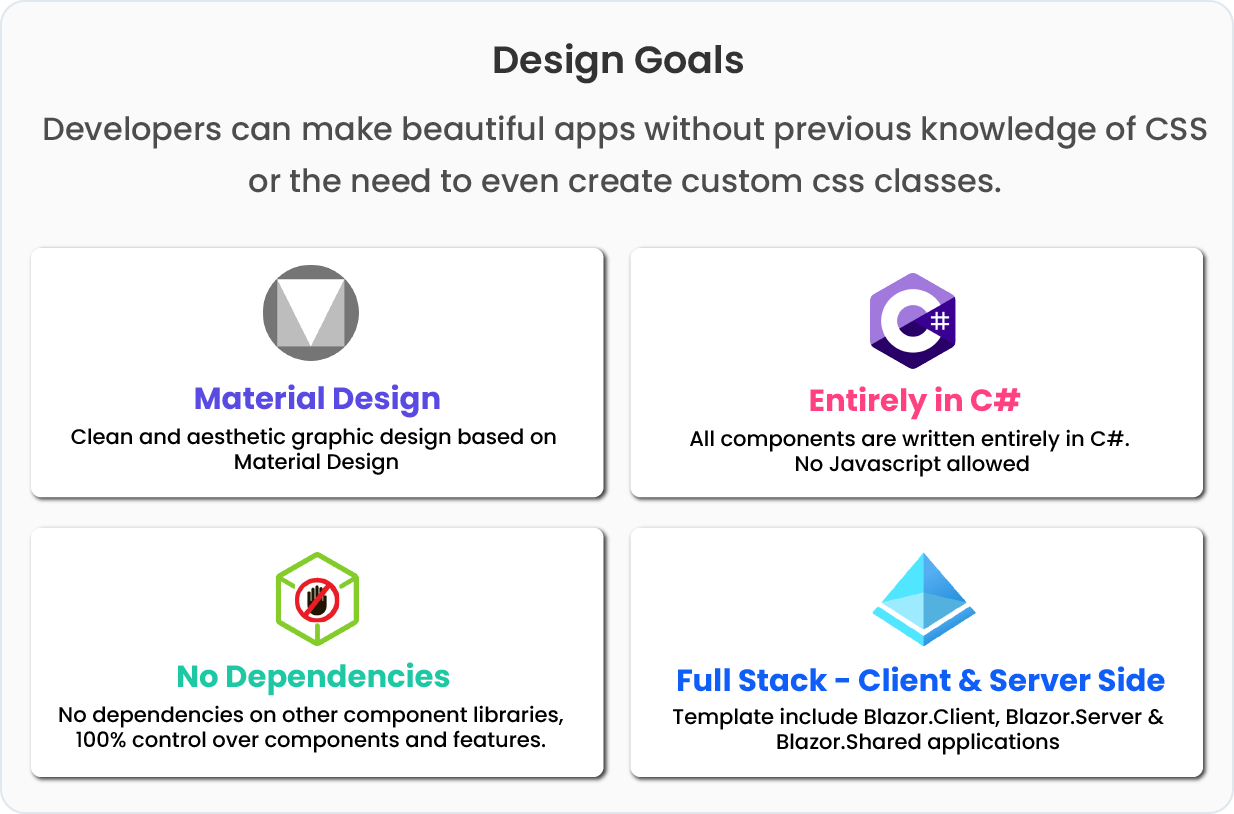 Design Goals
Developers can make beautiful apps without previous knowledge of CSS
or the need to even create custom css classes.
Material Design
Clean and aesthetic graphic design based on
Material Design
C#
Entirely in C#
All components are written entirely in C#.
No Javascript allowed
No Dependencies
No dependencies on other component libraries,
100% control over components and features.
Full Stack - Client & Server Side
Template include Blazor.Client, Blazor.Server &
Blazor.Shared applications